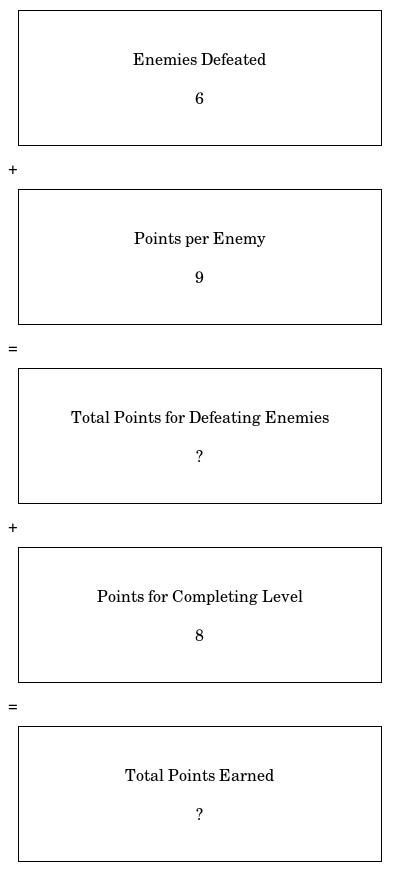 Enemies Defeated
6
+
Points per Enemy
9
=
Total Points for Defeating Enemies
?
+
Points for Completing Level
8
=
Total Points Earned
?